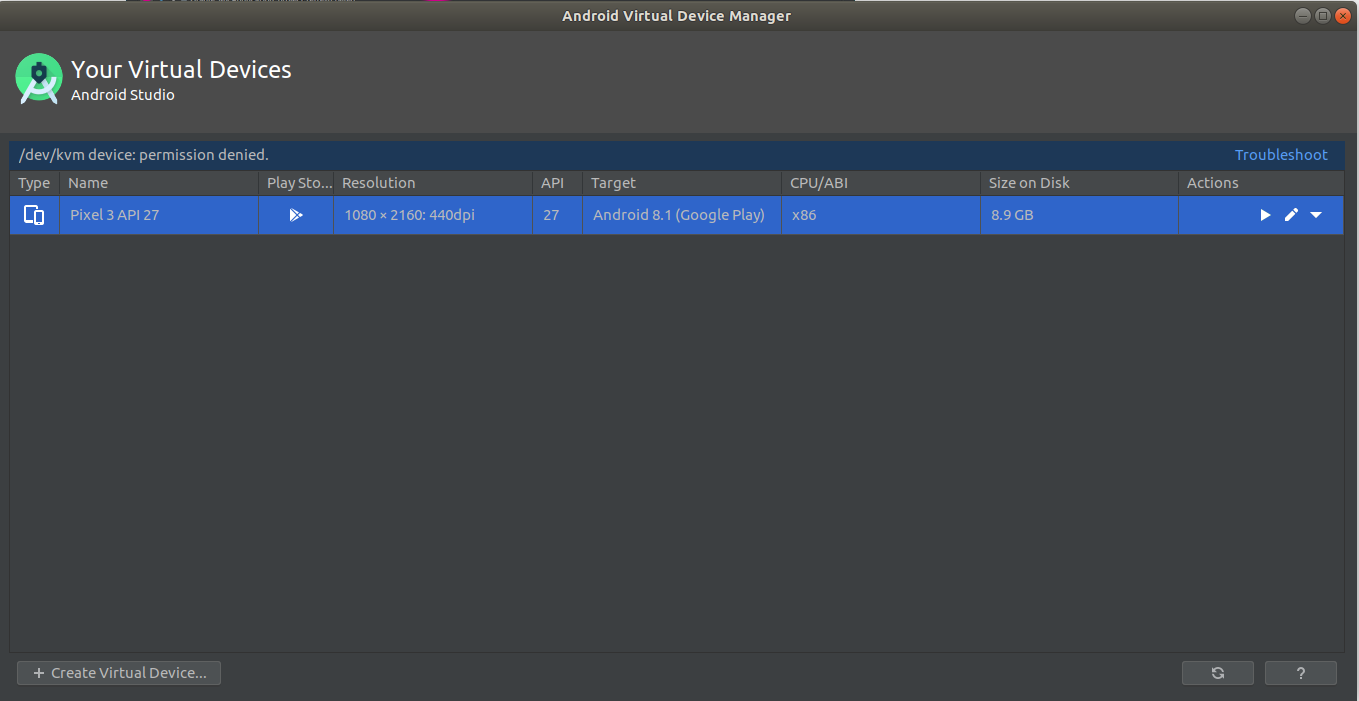 Android Virtual Device Manager
Your Virtual Devices
Android Studio
/dev/kvm device: permission denied. Troubleshoot
Type Name Play Sto... Resolution API Target CPU/ABI Size on Disk Actions
Pixel 3 API 27 1080 × 2160: 440dpi 27 Android 8.1 (Google Play) x86 8.9 GB
+ Create Virtual Device... ?